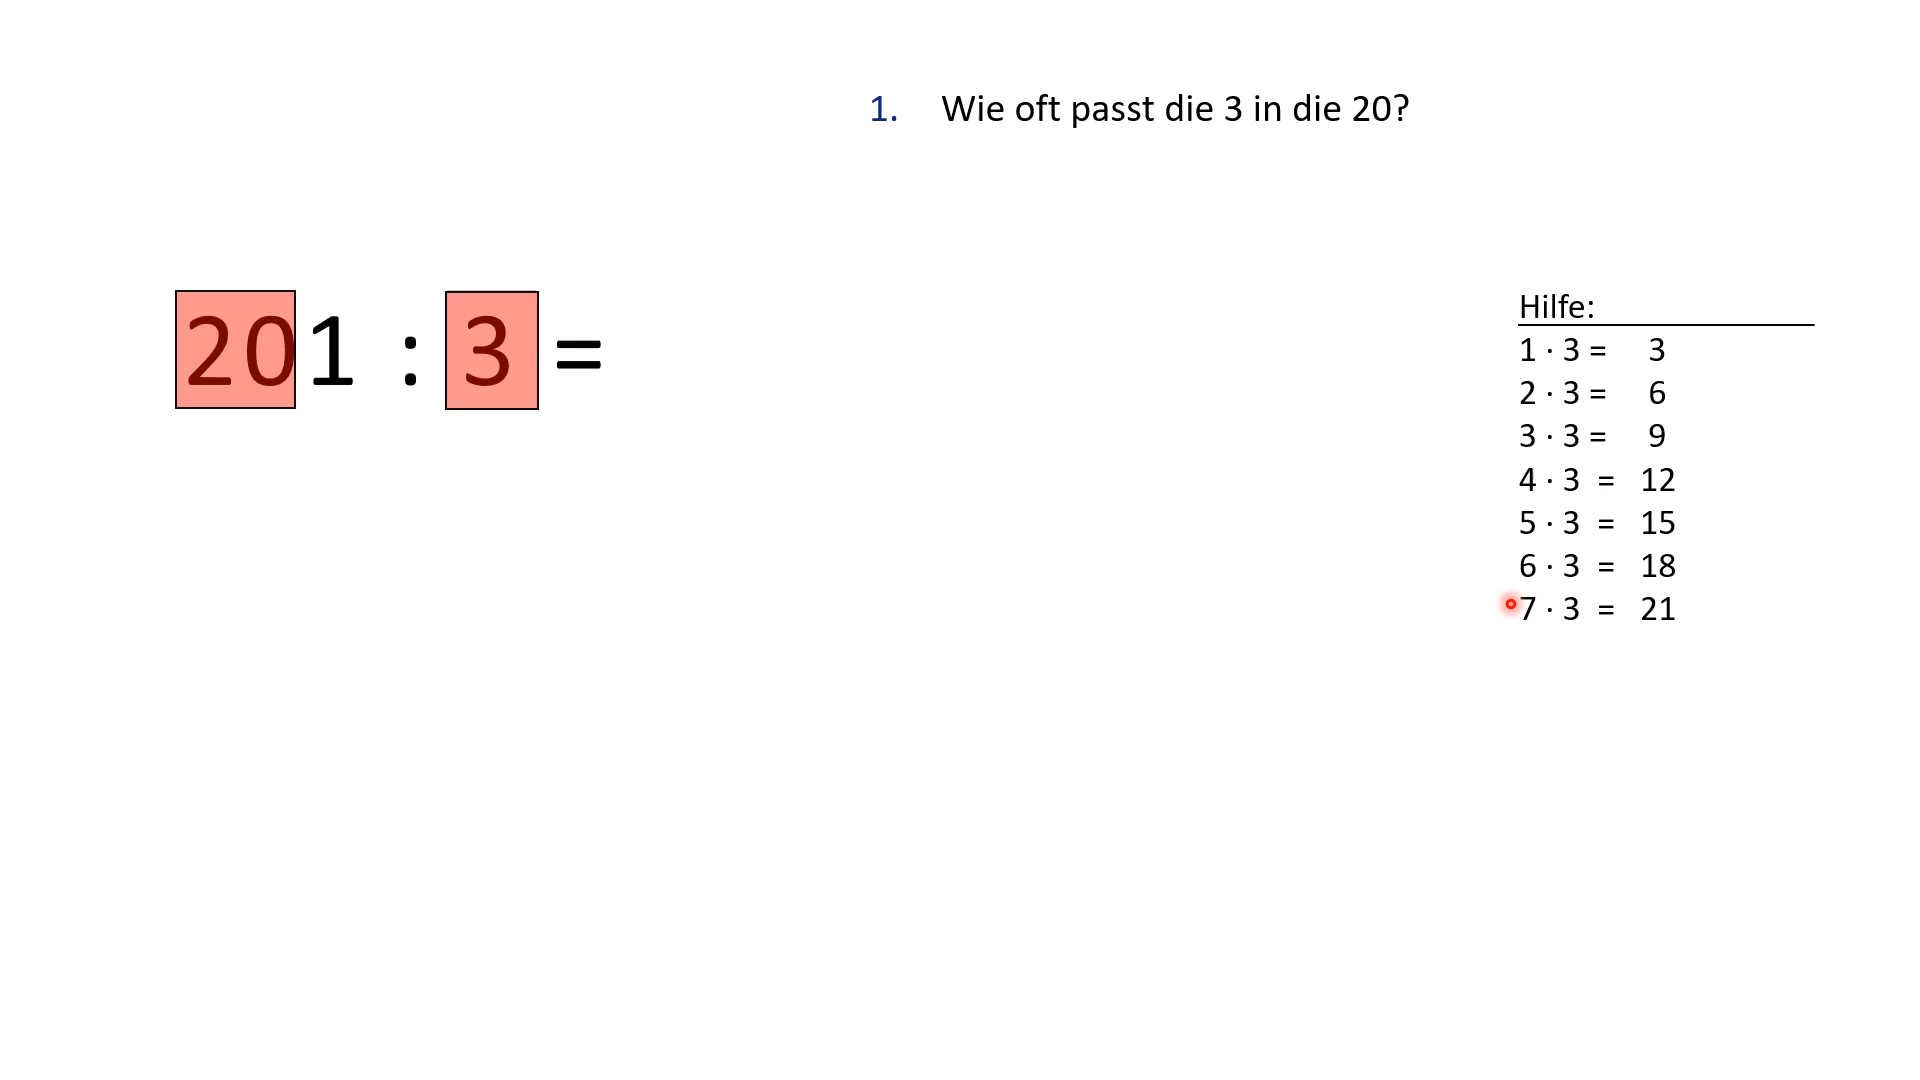 1. Wie oft passt die 3 in die 20?
201 : 3 =
Hilfe:
1 · 3 = 3
2 · 3 = 6
3 · 3 = 9
4 · 3 = 12
5 · 3 = 15
6 · 3 = 18
7 · 3 = 21